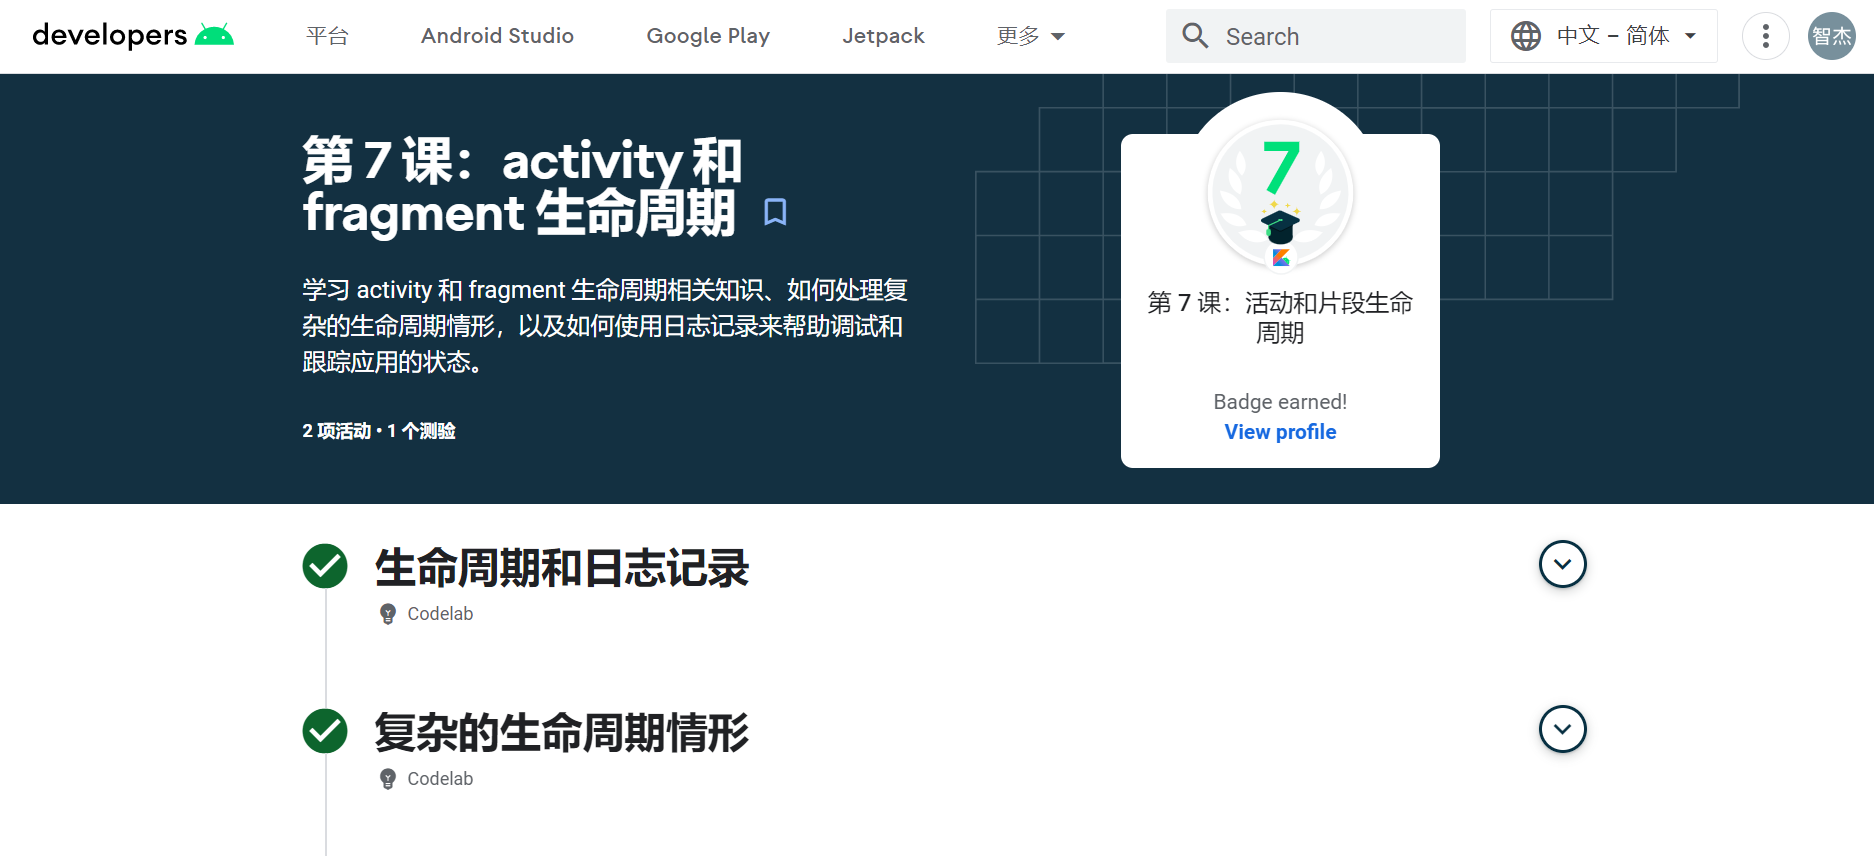 developers
平台
Android Studio
Google Play
Jetpack
更多
Search
中文 – 简体
智杰
第 7 课：activity 和
fragment 生命周期
学习 activity 和 fragment 生命周期相关知识、如何处理复
杂的生命周期情形，以及如何使用日志记录来帮助调试和
跟踪应用的状态。
2 项活动 • 1 个测验
7
第 7 课：活动和片段生命
周期
Badge earned!
View profile
生命周期和日志记录
Codelab
复杂的生命周期情形
Codelab